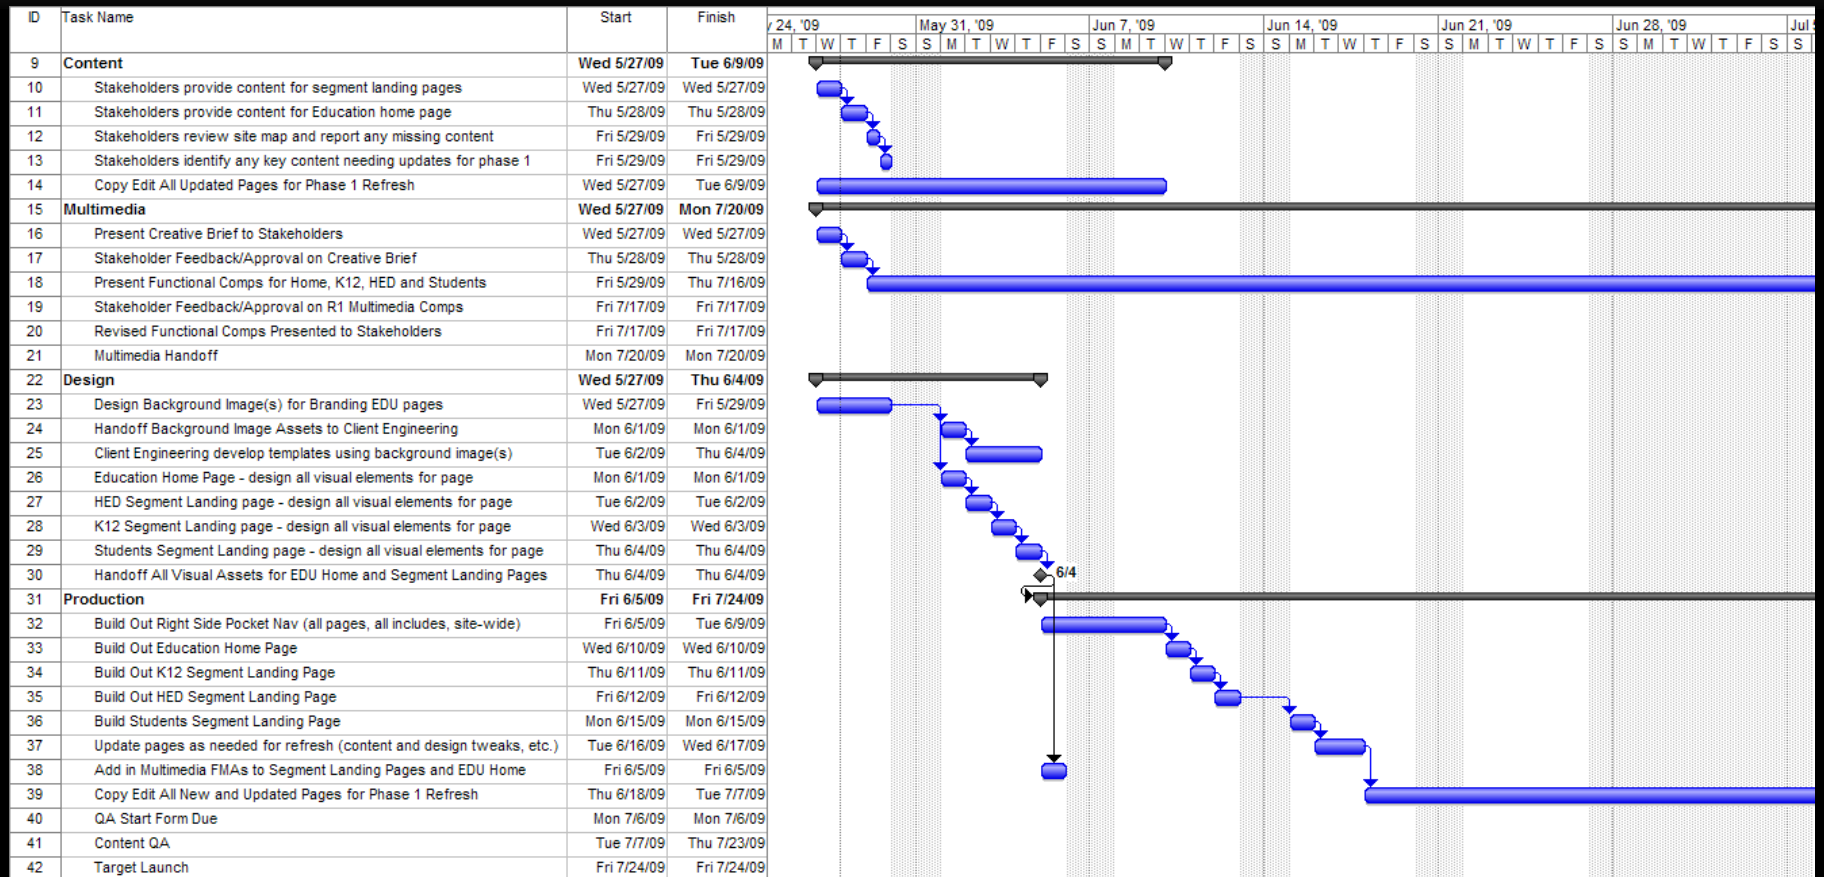 ID Task Name Start Finish
/ 24, '09 May 31, '09 Jun 7, '09 Jun 14, '09 Jun 21, '09 Jun 28, '09 Jul
M T W T F S S M T W T F S S M T W T F S S M T W T F S S M T W T F S S M T W T F S S
9 Content Wed 5/27/09 Tue 6/9/09
10 Stakeholders provide content for segment landing pages Wed 5/27/09 Wed 5/27/09
11 Stakeholders provide content for Education home page Thu 5/28/09 Thu 5/28/09
12 Stakeholders review site map and report any missing content Fri 5/29/09 Fri 5/29/09
13 Stakeholders identify any key content needing updates for phase 1 Fri 5/29/09 Fri 5/29/09
14 Copy Edit All Updated Pages for Phase 1 Refresh Wed 5/27/09 Tue 6/9/09
15 Multimedia Wed 5/27/09 Mon 7/20/09
16 Present Creative Brief to Stakeholders Wed 5/27/09 Wed 5/27/09
17 Stakeholder Feedback/Approval on Creative Brief Thu 5/28/09 Thu 5/28/09
18 Present Functional Comps for Home, K12, HED and Students Fri 5/29/09 Thu 7/16/09
19 Stakeholder Feedback/Approval on R1 Multimedia Comps Fri 7/17/09 Fri 7/17/09
20 Revised Functional Comps Presented to Stakeholders Fri 7/17/09 Fri 7/17/09
21 Multimedia Handoff Mon 7/20/09 Mon 7/20/09
22 Design Wed 5/27/09 Thu 6/4/09
23 Design Background Image(s) for Branding EDU pages Wed 5/27/09 Fri 5/29/09
24 Handoff Background Image Assets to Client Engineering Mon 6/1/09 Mon 6/1/09
25 Client Engineering develop templates using background image(s) Tue 6/2/09 Thu 6/4/09
26 Education Home Page - design all visual elements for page Mon 6/1/09 Mon 6/1/09
27 HED Segment Landing page - design all visual elements for page Tue 6/2/09 Tue 6/2/09
28 K12 Segment Landing page - design all visual elements for page Wed 6/3/09 Wed 6/3/09
29 Students Segment Landing page - design all visual elements for page Thu 6/4/09 Thu 6/4/09
30 Handoff All Visual Assets for EDU Home and Segment Landing Pages Thu 6/4/09 Thu 6/4/09 6/4
31 Production Fri 6/5/09 Fri 7/24/09
32 Build Out Right Side Pocket Nav (all pages, all includes, site-wide) Fri 6/5/09 Tue 6/9/09
33 Build Out Education Home Page Wed 6/10/09 Wed 6/10/09
34 Build Out K12 Segment Landing Page Thu 6/11/09 Thu 6/11/09
35 Build Out HED Segment Landing Page Fri 6/12/09 Fri 6/12/09
36 Build Students Segment Landing Page Mon 6/15/09 Mon 6/15/09
37 Update pages as needed for refresh (content and design tweaks, etc.) Tue 6/16/09 Wed 6/17/09
38 Add in Multimedia FMAs to Segment Landing Pages and EDU Home Fri 6/5/09 Fri 6/5/09
39 Copy Edit All New and Updated Pages for Phase 1 Refresh Thu 6/18/09 Tue 7/7/09
40 QA Start Form Due Mon 7/6/09 Mon 7/6/09
41 Content QA Tue 7/7/09 Thu 7/23/09
42 Target Launch Fri 7/24/09 Fri 7/24/09